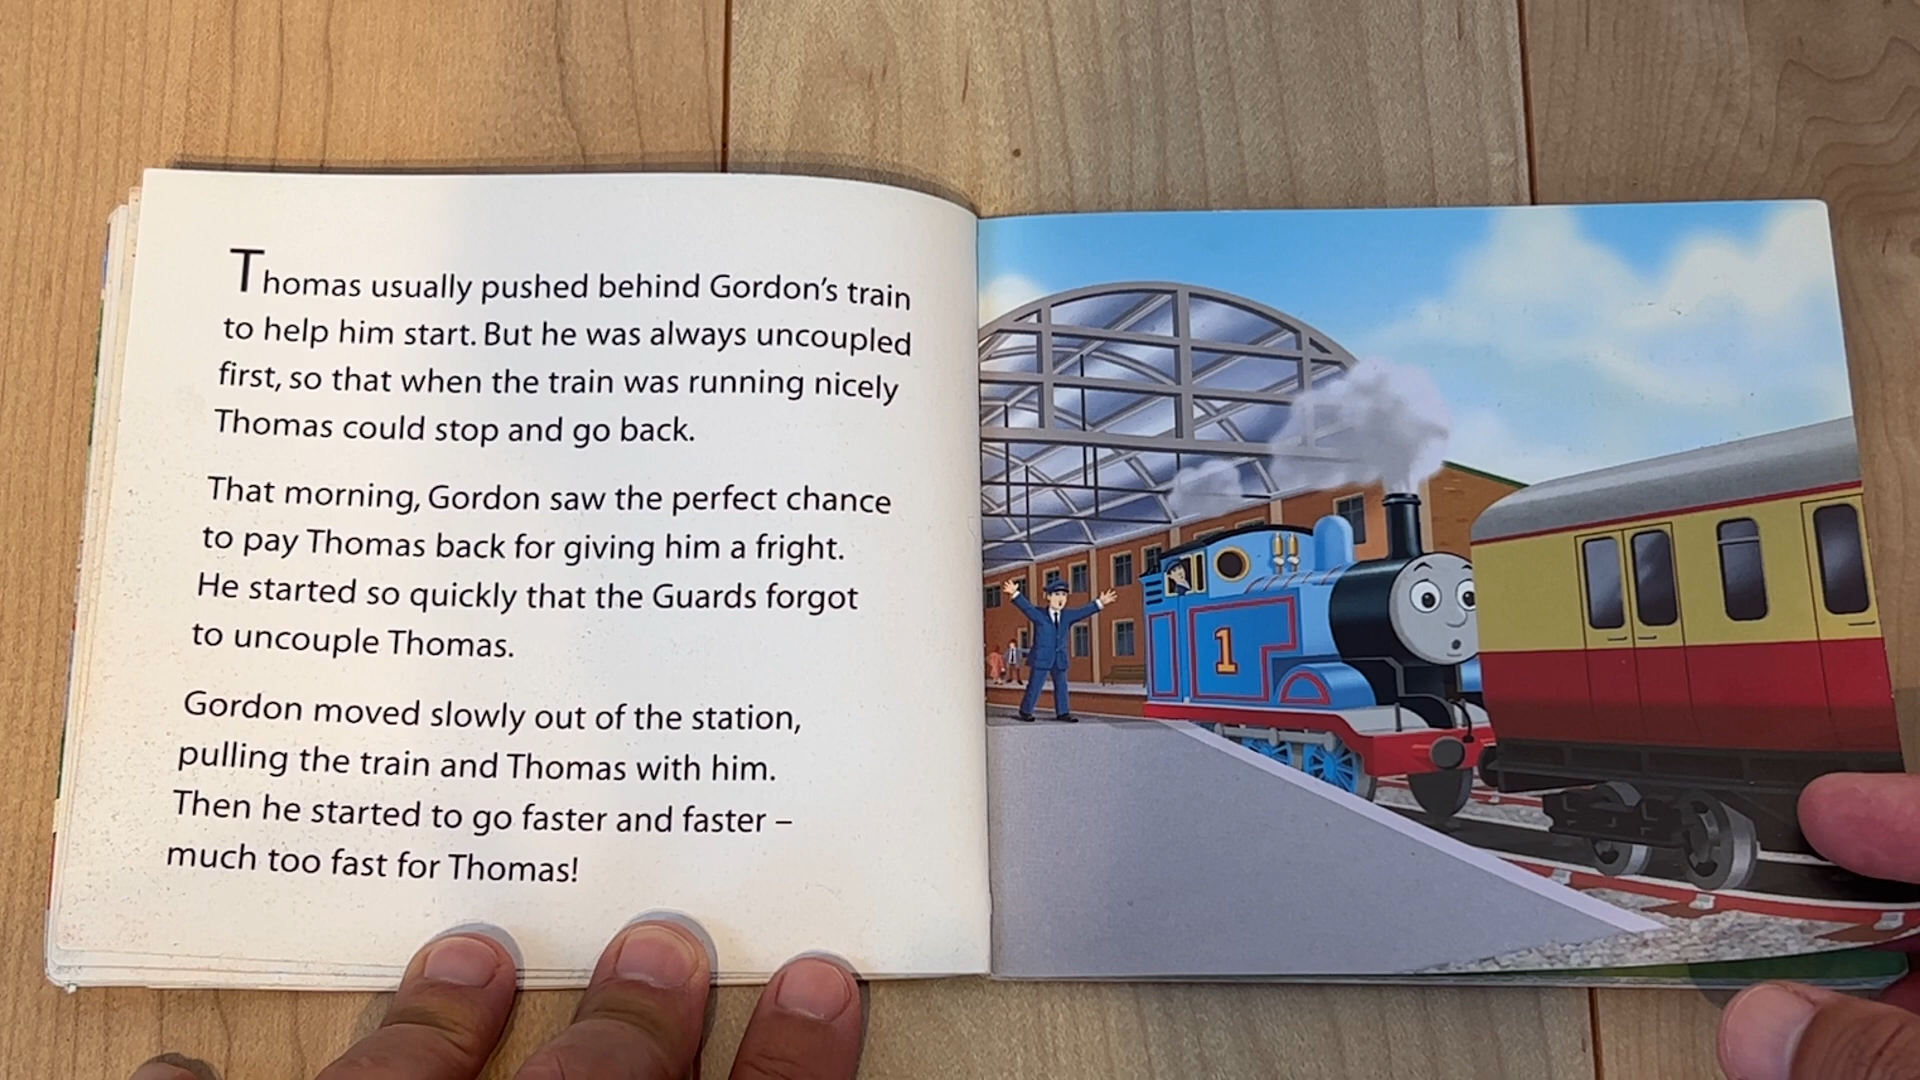 Thomas usually pushed behind Gordon's train
to help him start. But he was always uncoupled
first, so that when the train was running nicely
Thomas could stop and go back.
That morning, Gordon saw the perfect chance
to pay Thomas back for giving him a fright.
He started so quickly that the Guards forgot
to uncouple Thomas.
Gordon moved slowly out of the station,
pulling the train and Thomas with him.
Then he started to go faster and faster –
much too fast for Thomas!
1